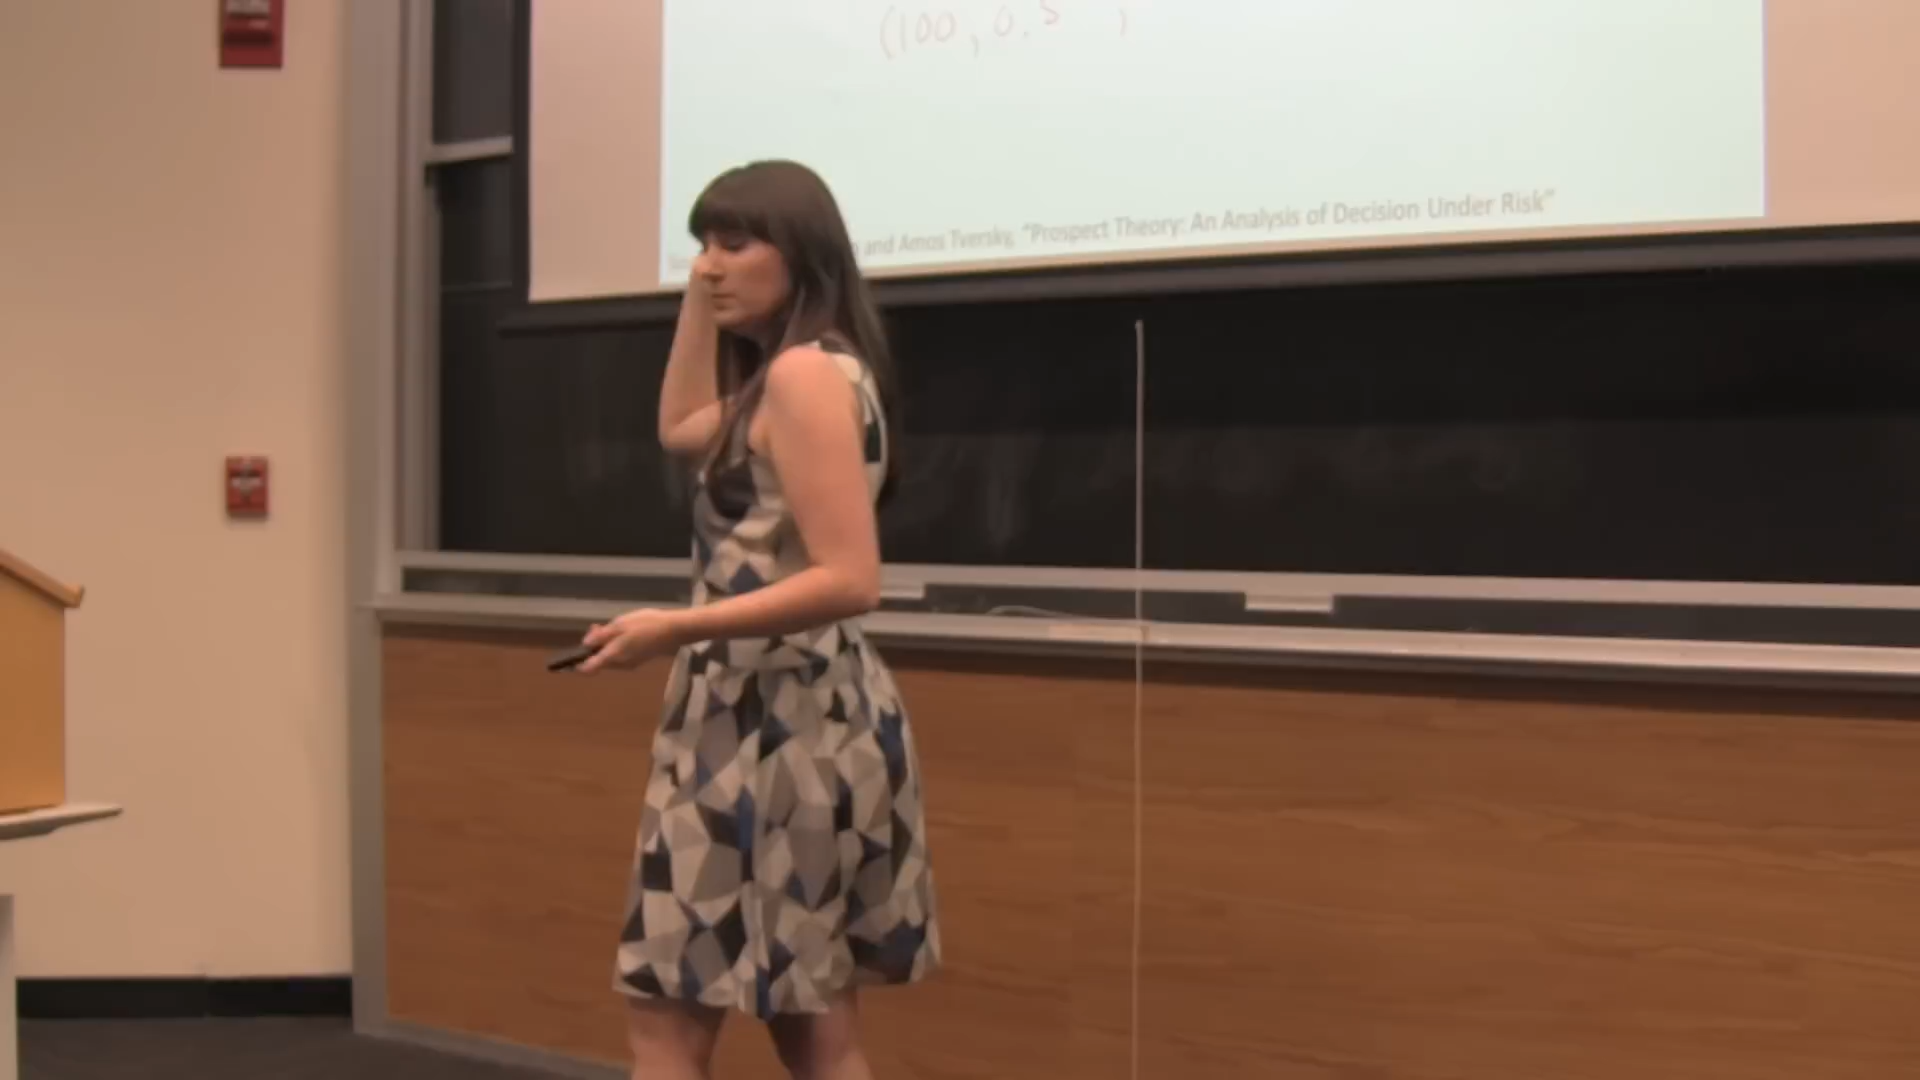 (100, 0.5 )
and Amos Tversky, "Prospect Theory: An Analysis of Decision Under Risk"